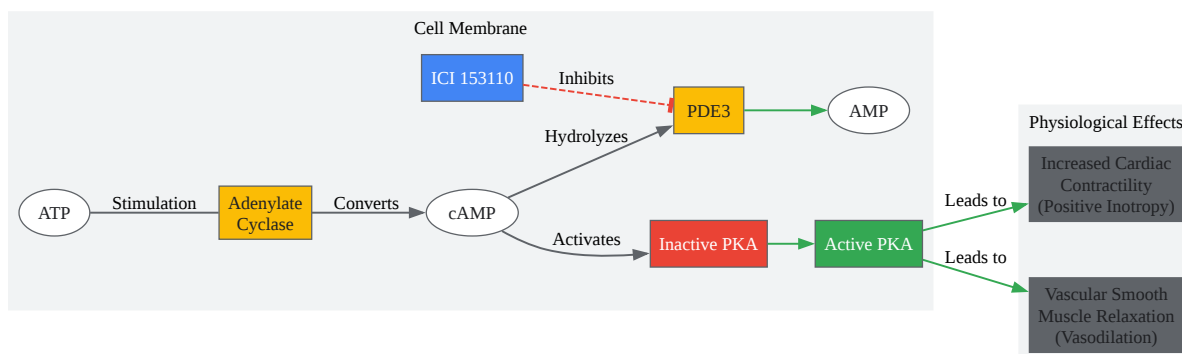 Cell Membrane
ICI 153110
Inhibits
PDE3
AMP
Hydrolyzes
ATP
Stimulation
Adenylate
Cyclase
Converts
cAMP
Activates
Inactive PKA
Active PKA
Leads to
Leads to
Physiological Effects
Increased Cardiac
Contractility
(Positive Inotropy)
Vascular Smooth
Muscle Relaxation
(Vasodilation)